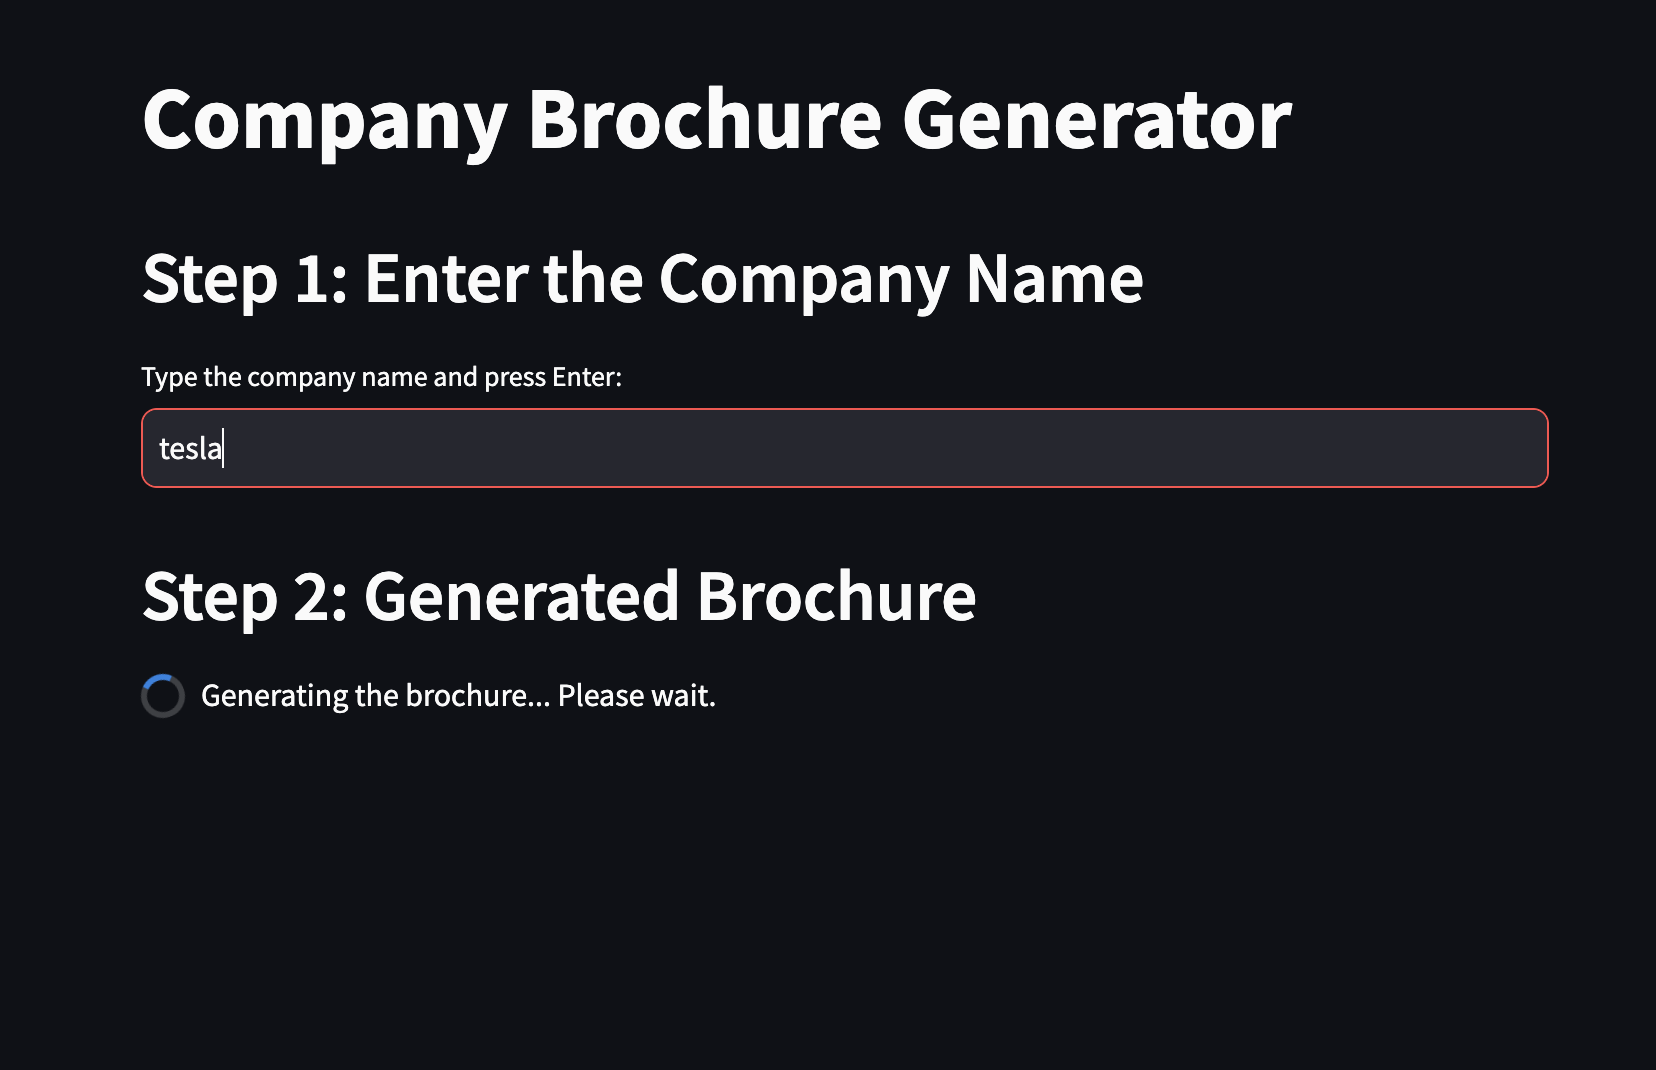 Company Brochure Generator
Step 1: Enter the Company Name
Type the company name and press Enter:
tesla
Step 2: Generated Brochure
Generating the brochure... Please wait.